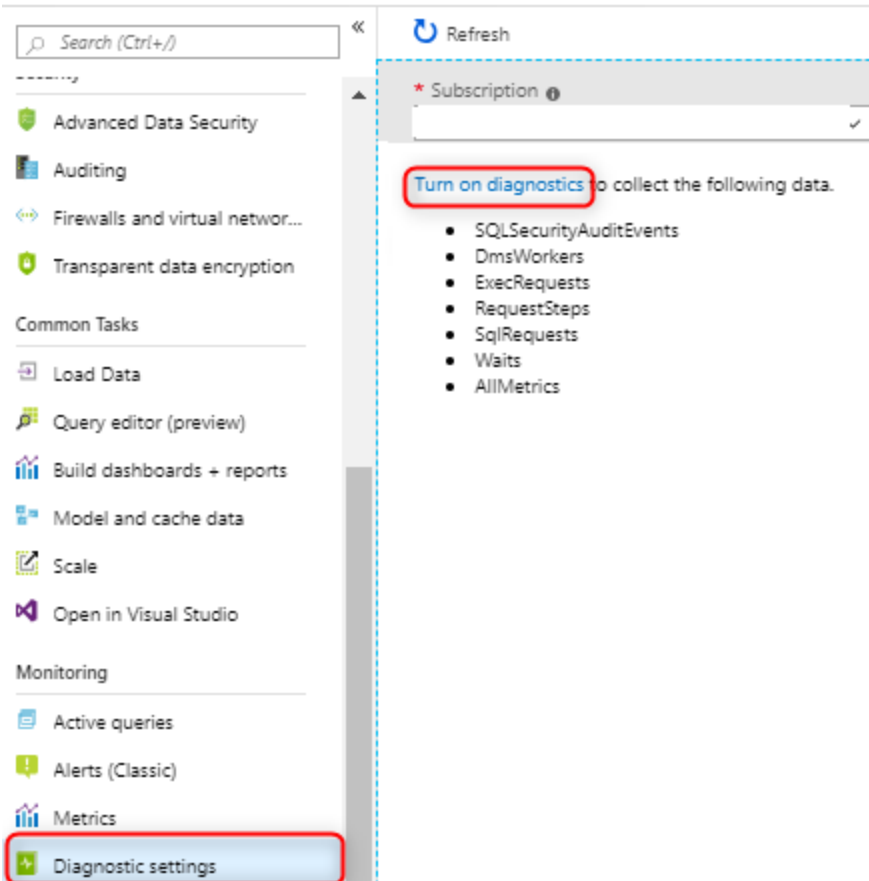 Search (Ctrl+/)
Advanced Data Security
Auditing
Firewalls and virtual networ...
Transparent data encryption
Common Tasks
Load Data
Query editor (preview)
Build dashboards + reports
Model and cache data
Scale
Open in Visual Studio
Monitoring
Active queries
Alerts (Classic)
Metrics
Diagnostic settings
Refresh
* Subscription
Turn on diagnostics to collect the following data.
• SQLSecurityAuditEvents
• DmsWorkers
• ExecRequests
• RequestSteps
• SqlRequests
• Waits
• AllMetrics